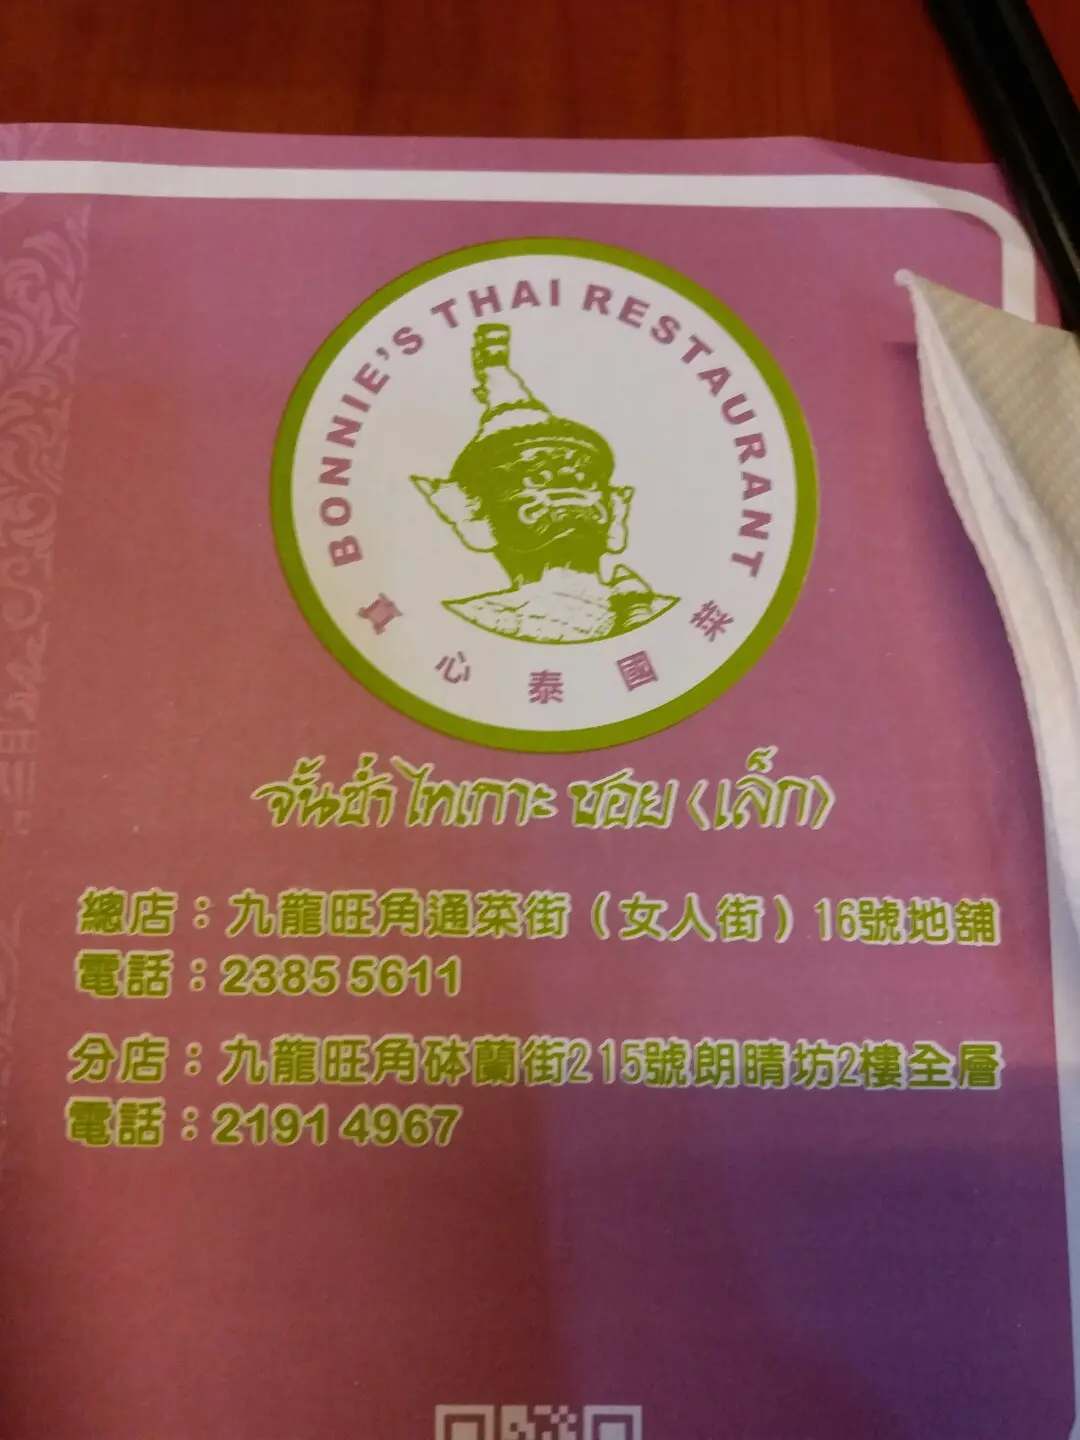 BONNIE'S THAI RESTAURANT
真心泰國菜
จั้นซ่ำ ไทเกาะ ซอย <เล็ก>
總店：九龍旺角通菜街（女人街）16號地舖
電話：2385 5611
分店：九龍旺角砵蘭街215號朗晴坊2樓全層
電話：2191 4967